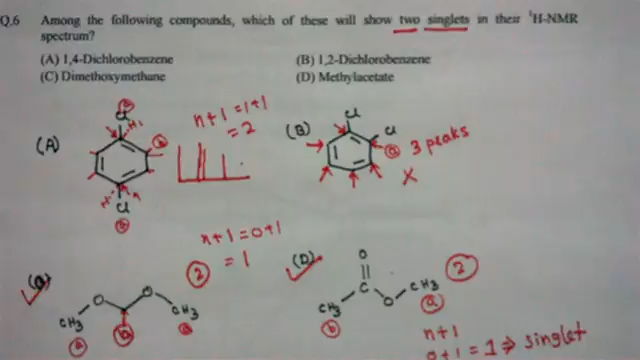 Q.6 Among the following compounds, which of these will show two singlets in their ¹H-NMR
spectrum?
(A) 1,4-Dichlorobenzene (B) 1,2-Dichlorobenzene
(C) Dimethoxymethane (D) Methylacetate
(A)
Cl
n+1 = 1+1
= 2
Cl
(B)
Cl
Cl
a 3 peaks
X
n+1 = 0+1
= 1
2
O
O
CH3
CH3
a
b
a
(D)
O
C
CH3
O
CH3
b
a
2
n+1
0+1 = 1 ⇒ singlet